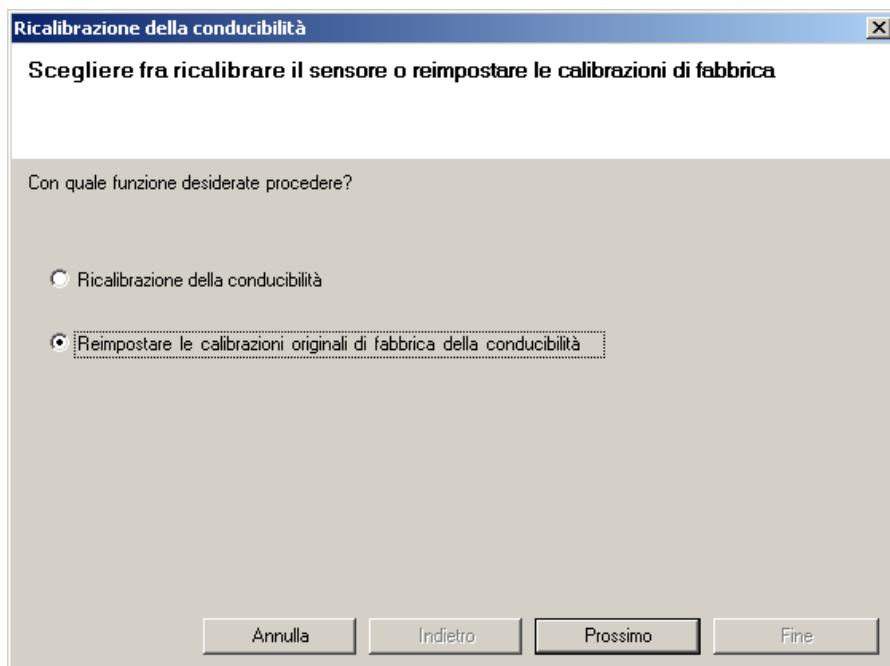 Ricalibrazione della conducibilità
Scegliere fra ricalibrare il sensore o reimpostare le calibrazioni di fabbrica
Con quale funzione desiderate procedere?
Ricalibrazione della conducibilità
Reimpostare le calibrazioni originali di fabbrica della conducibilità
Annulla Indietro Prossimo Fine